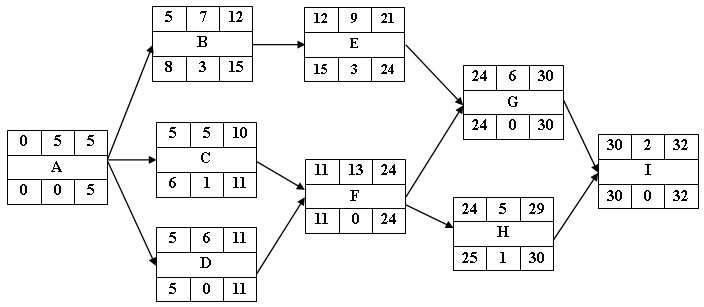 5 7 12
B
8 3 15
12 9 21
E
15 3 24
24 6 30
G
24 0 30
0 5 5
A
0 0 5
5 5 10
C
6 1 11
11 13 24
F
11 0 24
30 2 32
I
30 0 32
24 5 29
H
25 1 30
5 6 11
D
5 0 11